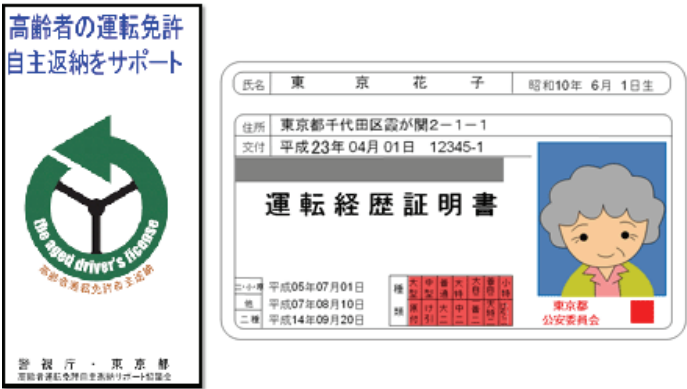 高齢者の運転免許
自主返納をサポート
the aged driver's license
高齢者運転免許自主返納
警視庁・東京都
高齢者運転免許自主返納サポート協議会
氏名 東京花子 昭和10年 6月 1日生
住所 東京都千代田区霞が関2-1-1
交付 平成23年 04月 01日 12345-1
運転経歴証明書
二・小・原 平成05年07月01日
他 平成07年08月10日
二種 平成14年09月20日
種類
大型 中型 普通 大特 大自 普自 小特
原付 けん引 大二 中二 普二 大特二
東京都
公安委員会